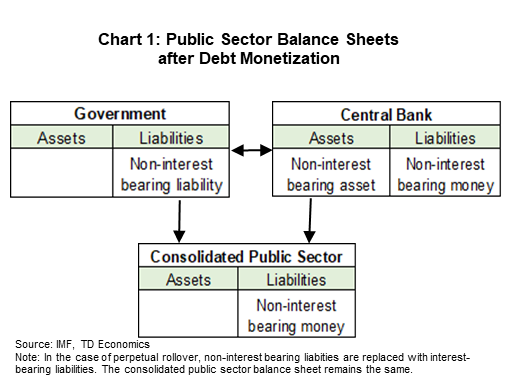 Chart 1: Public Sector Balance Sheets
after Debt Monetization
Government
Assets Liabilities
Non-interest
bearing liability
Central Bank
Assets Liabilities
Non-interest Non-interest
bearing asset bearing money
Consolidated Public Sector
Assets Liabilities
Non-interest
bearing money
Source: IMF, TD Economics
Note: In the case of perpetual rollover, non-interest bearing liabities are replaced with interest-
bearing liabilities. The consolidated public sector balance sheet remains the same.